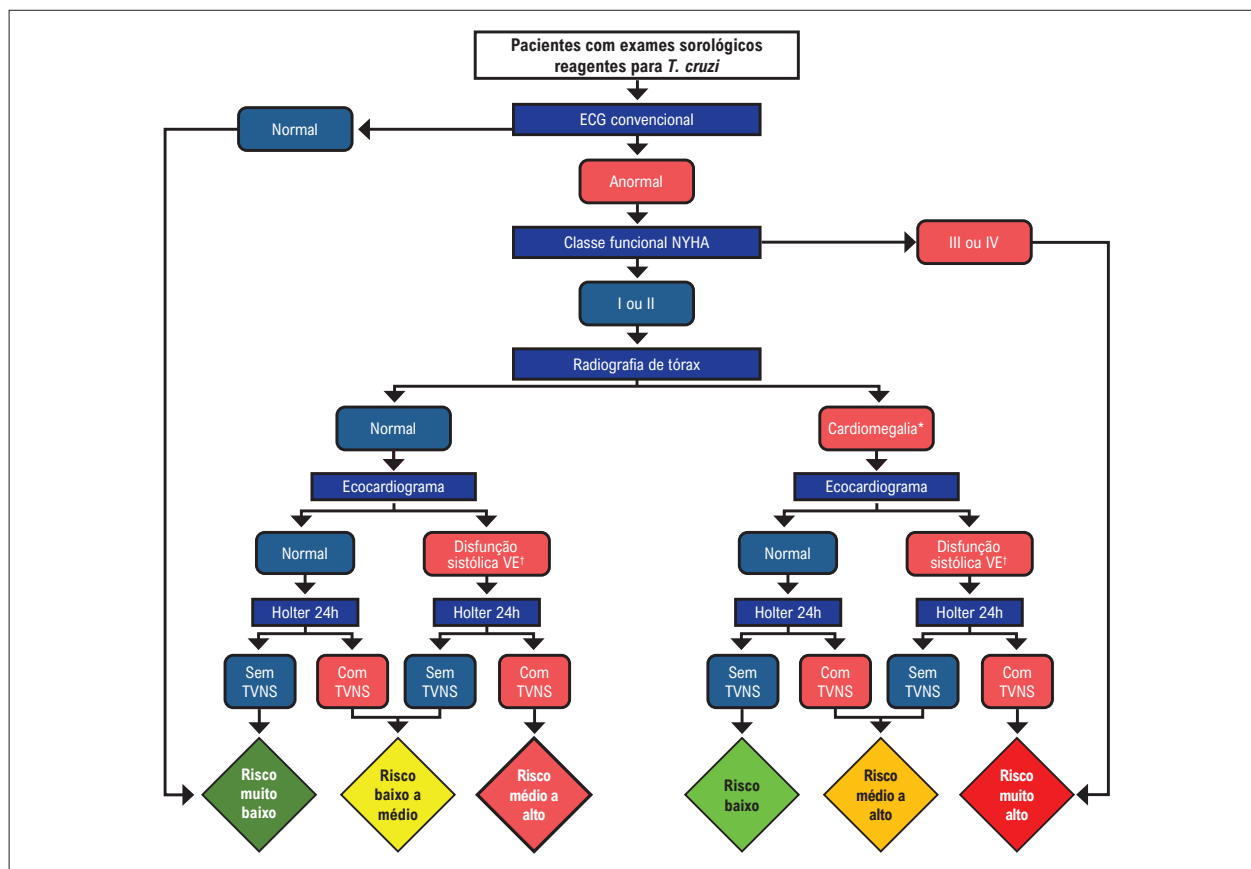 Pacientes com exames sorológicos
reagentes para T. cruzi
ECG convencional
Normal
Anormal
Classe funcional NYHA
III ou IV
I ou II
Radiografia de tórax
Normal
Cardiomegalia*
Ecocardiograma
Ecocardiograma
Normal
Disfunção
sistólica VE†
Normal
Disfunção
sistólica VE†
Holter 24h
Holter 24h
Holter 24h
Holter 24h
Sem
TVNS
Com
TVNS
Sem
TVNS
Com
TVNS
Sem
TVNS
Com
TVNS
Sem
TVNS
Com
TVNS
Risco
muito
baixo
Risco
baixo a
médio
Risco
médio a
alto
Risco
baixo
Risco
médio a
alto
Risco
muito
alto